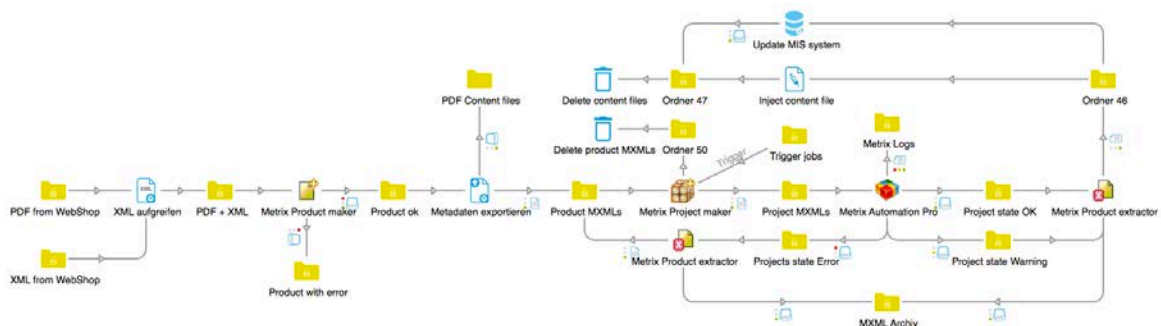 Update MIS system
PDF Content files
Delete content files
Ordner 47
Inject content file
Ordner 46
Delete product MXMLs
Ordner 50
Trigger
Trigger jobs
Metrix Logs
PDF from WebShop
XML
XML aufgreifen
PDF + XML
Metrix Product maker
Product ok
Metadaten exportieren
Product MXMLs
Metrix Project maker
Project MXMLs
Metrix Automation Pro
Project state OK
Metrix Product extractor
XML from WebShop
Product with error
Metrix Product extractor
Projects state Error
Project state Warning
MXML Archiv